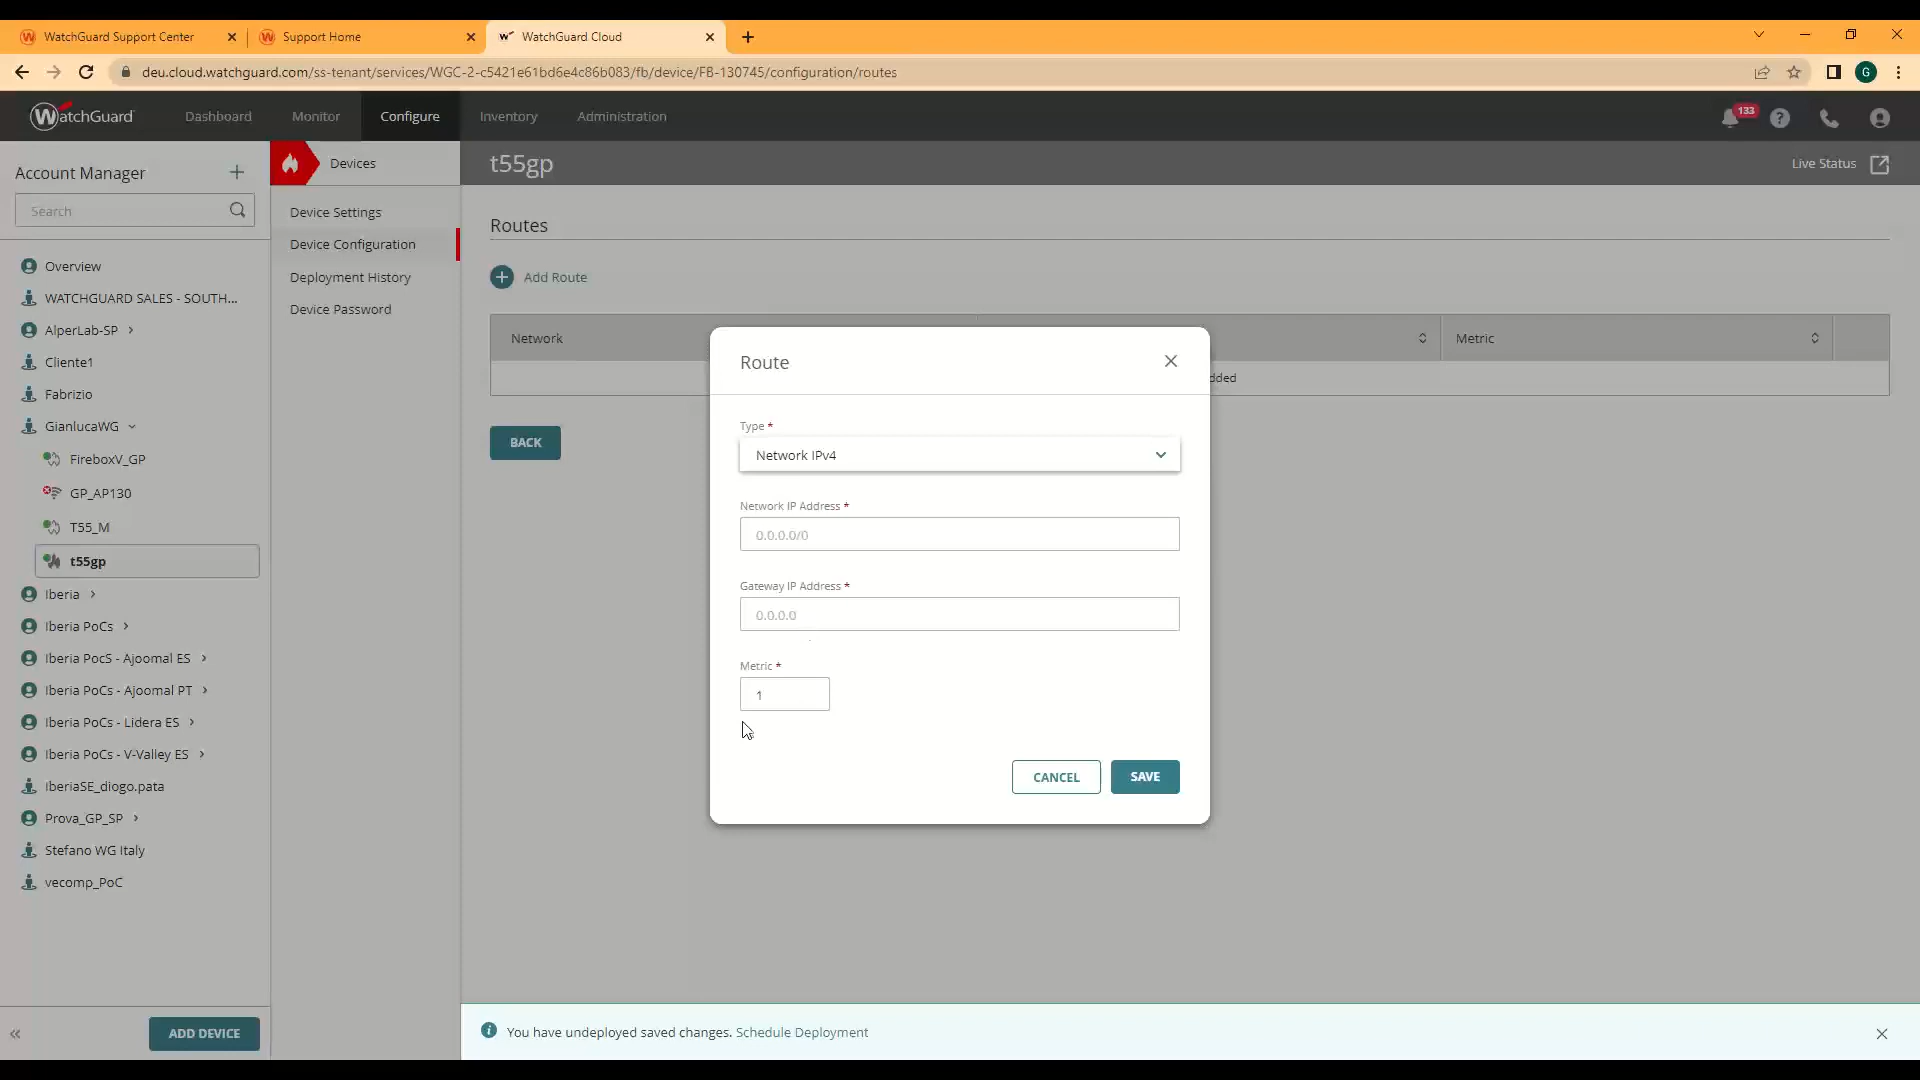 WatchGuard Support Center
Support Home
WatchGuard Cloud
deu.cloud.watchguard.com/ss-tenant/services/WGC-2-c5421e61bd6e4c86b083/fb/device/FB-130745/configuration/routes
G
WatchGuard
Dashboard
Monitor
Configure
Inventory
Administration
133
Account Manager
Search
Overview
WATCHGUARD SALES - SOUTH...
AlperLab-SP
Cliente1
Fabrizio
GianlucaWG
FireboxV_GP
GP_AP130
T55_M
t55gp
Iberia
Iberia PoCs
Iberia PocS - Ajoomal ES
Iberia PoCs - Ajoomal PT
Iberia PoCs - Lidera ES
Iberia PoCs - V-Valley ES
IberiaSE_diogo.pata
Prova_GP_SP
Stefano WG Italy
vecomp_PoC
ADD DEVICE
Devices
Device Settings
Device Configuration
Deployment History
Device Password
t55gp
Live Status
Routes
Add Route
Network
Metric
dded
BACK
Route
Type *
Network IPv4
Network IP Address *
0.0.0.0/0
Gateway IP Address *
0.0.0.0
Metric *
1
CANCEL
SAVE
You have undeployed saved changes. Schedule Deployment